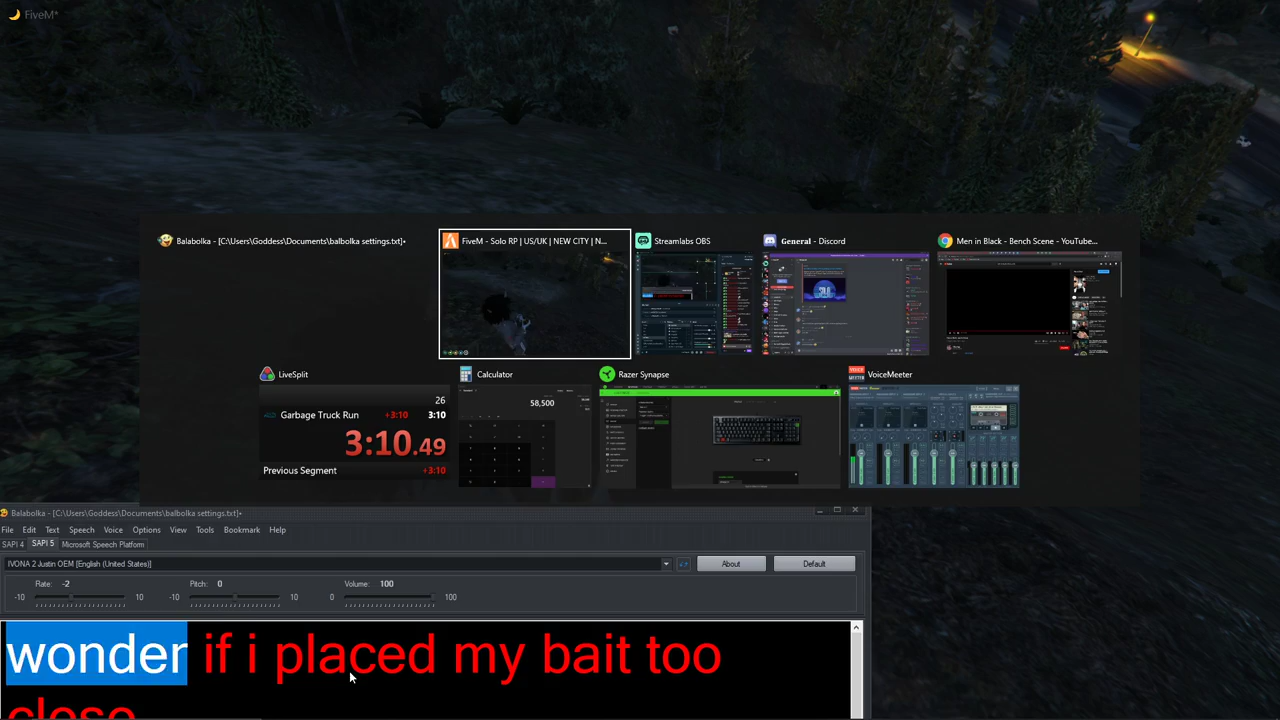 FiveM*
Balabolka - [C:\Users\Goddess\Documents\balbolka settings.txt]*
FiveM - Solo RP | US/UK | NEW CITY | N...
Streamlabs OBS
General - Discord
Men in Black - Bench Scene - YouTube...
LiveSplit
26
Garbage Truck Run +3:10 3:10
3:10.49
Previous Segment +3:10
Calculator
58,500
Razer Synapse
VoiceMeeter
Balabolka - [C:\Users\Goddess\Documents\balbolka settings.txt]*
File Edit Text Speech Voice Options View Tools Bookmark Help
SAPI 4 SAPI 5 Microsoft Speech Platform
IVONA 2 Justin OEM [English (United States)]
About
Default
Rate: -2
Pitch: 0
Volume: 100
-10 10 -10 10 0 100
wonder if i placed my bait too
close